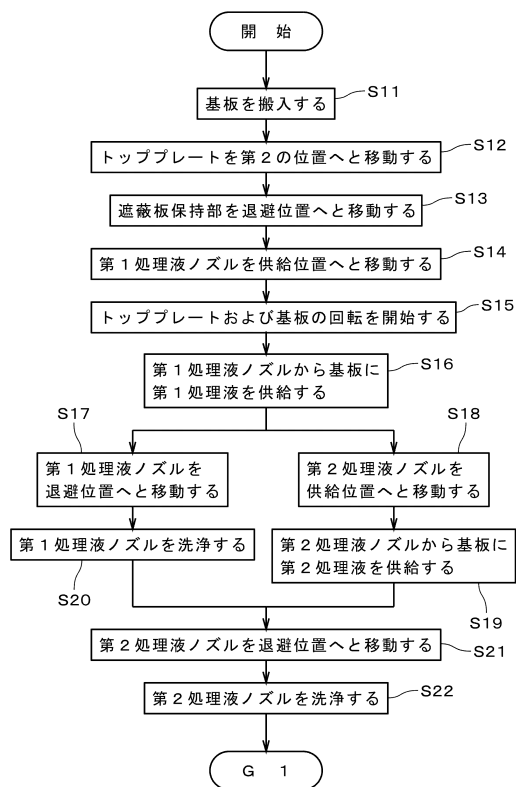 開 始
基板を搬入する
S11
トッププレートを第2の位置へと移動する
S12
遮蔽板保持部を退避位置へと移動する
S13
第1処理液ノズルを供給位置へと移動する
S14
トッププレートおよび基板の回転を開始する
S15
第1処理液ノズルから基板に
第1処理液を供給する
S16
S17
第1処理液ノズルを
退避位置へと移動する
S18
第2処理液ノズルを
供給位置へと移動する
第1処理液ノズルを洗浄する
S20
第2処理液ノズルから基板に
第2処理液を供給する
S19
第2処理液ノズルを退避位置へと移動する
S21
第2処理液ノズルを洗浄する
S22
G 1